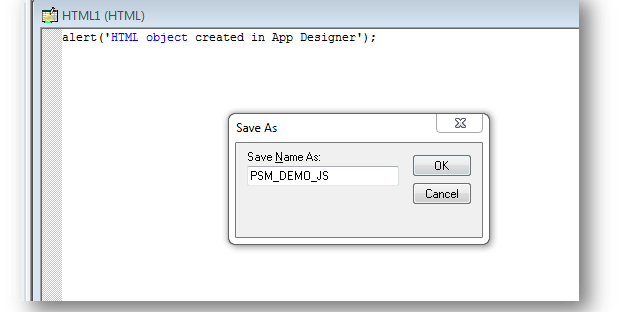 HTML1 (HTML)
alert('HTML object created in App Designer');
Save As
Save Name As:
PSM_DEMO_JS
OK
Cancel